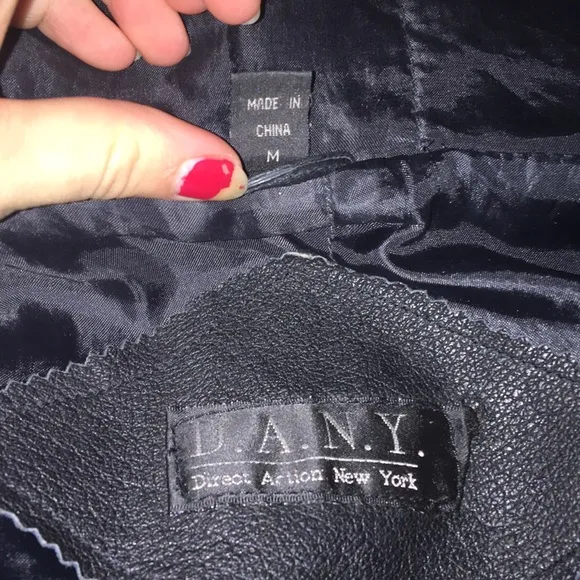 MADE IN
CHINA
M
D.A.N.Y.
Direct Action New York